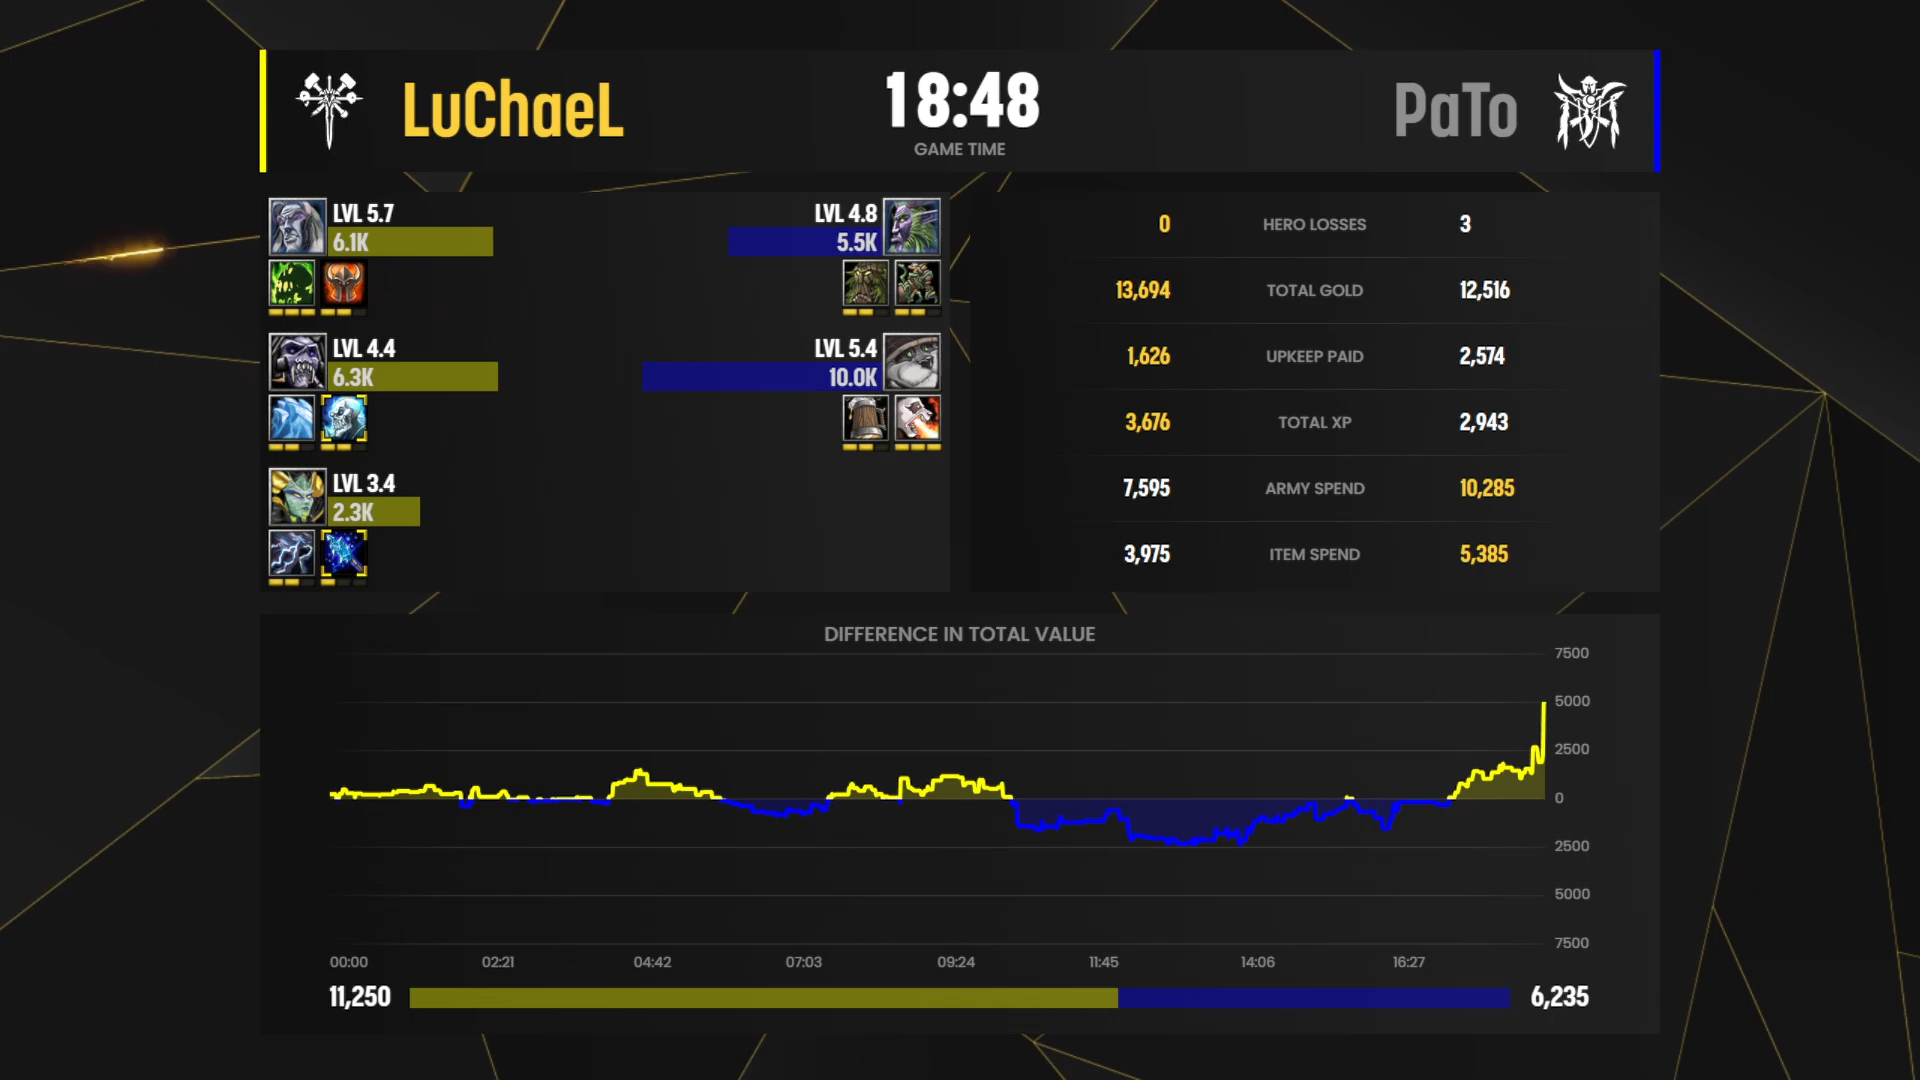 LuChaeL
18:48
GAME TIME
PaTo
LVL 5.7
6.1K
LVL 4.8
5.5K
LVL 4.4
6.3K
LVL 5.4
10.0K
LVL 3.4
2.3K
0 HERO LOSSES 3
13,694 TOTAL GOLD 12,516
1,626 UPKEEP PAID 2,574
3,676 TOTAL XP 2,943
7,595 ARMY SPEND 10,285
3,975 ITEM SPEND 5,385
DIFFERENCE IN TOTAL VALUE
7500
5000
2500
0
2500
5000
7500
00:00 02:21 04:42 07:03 09:24 11:45 14:06 16:27
11,250 6,235